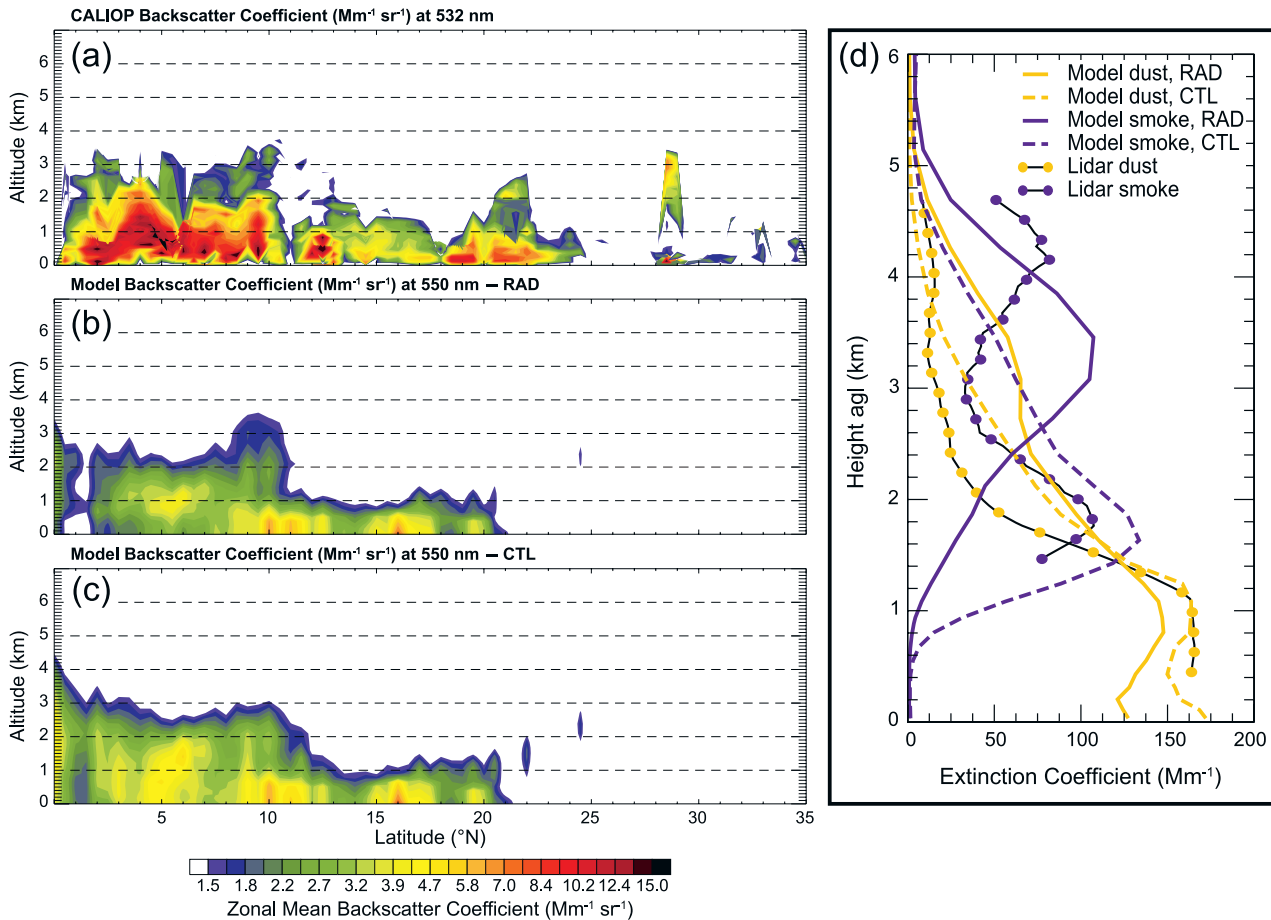 CALIOP Backscatter Coefficient (Mm⁻¹ sr⁻¹) at 532 nm
(a)
Altitude (km)
7
6
5
4
3
2
1
0
Model Backscatter Coefficient (Mm⁻¹ sr⁻¹) at 550 nm – RAD
(b)
Altitude (km)
6
5
4
3
2
1
0
Model Backscatter Coefficient (Mm⁻¹ sr⁻¹) at 550 nm – CTL
(c)
Altitude (km)
6
5
4
3
2
1
0
5 10 15 20 25 30 35
Latitude (°N)
1.5 1.8 2.2 2.7 3.2 3.9 4.7 5.8 7.0 8.4 10.2 12.4 15.0
Zonal Mean Backscatter Coefficient (Mm⁻¹ sr⁻¹)
(d)
Model dust, RAD
Model dust, CTL
Model smoke, RAD
Model smoke, CTL
Lidar dust
Lidar smoke
Height agl (km)
6
5
4
3
2
1
0
0 50 100 150 200
Extinction Coefficient (Mm⁻¹)